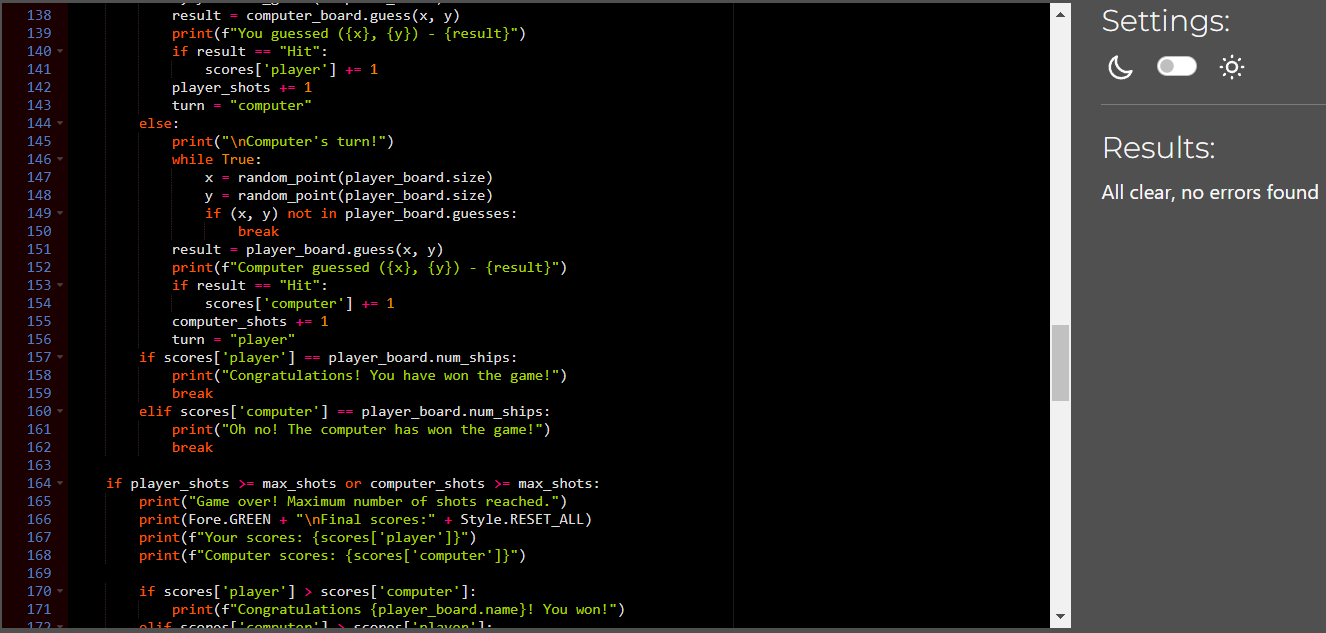 138 result = computer_board.guess(x, y)
139 print(f"You guessed ({x}, {y}) - {result}")
140 if result == "Hit":
141 scores['player'] += 1
142 player_shots += 1
143 turn = "computer"
144 else:
145 print("\nComputer's turn!")
146 while True:
147 x = random_point(player_board.size)
148 y = random_point(player_board.size)
149 if (x, y) not in player_board.guesses:
150 break
151 result = player_board.guess(x, y)
152 print(f"Computer guessed ({x}, {y}) - {result}")
153 if result == "Hit":
154 scores['computer'] += 1
155 computer_shots += 1
156 turn = "player"
157 if scores['player'] == player_board.num_ships:
158 print("Congratulations! You have won the game!")
159 break
160 elif scores['computer'] == player_board.num_ships:
161 print("Oh no! The computer has won the game!")
162 break
163
164 if player_shots >= max_shots or computer_shots >= max_shots:
165 print("Game over! Maximum number of shots reached.")
166 print(Fore.GREEN + "\nFinal scores:" + Style.RESET_ALL)
167 print(f"Your scores: {scores['player']}")
168 print(f"Computer scores: {scores['computer']}")
169
170 if scores['player'] > scores['computer']:
171 print(f"Congratulations {player_board.name}! You won!")
172 elif scores['computer'] > scores['player']:
Settings:
Results:
All clear, no errors found